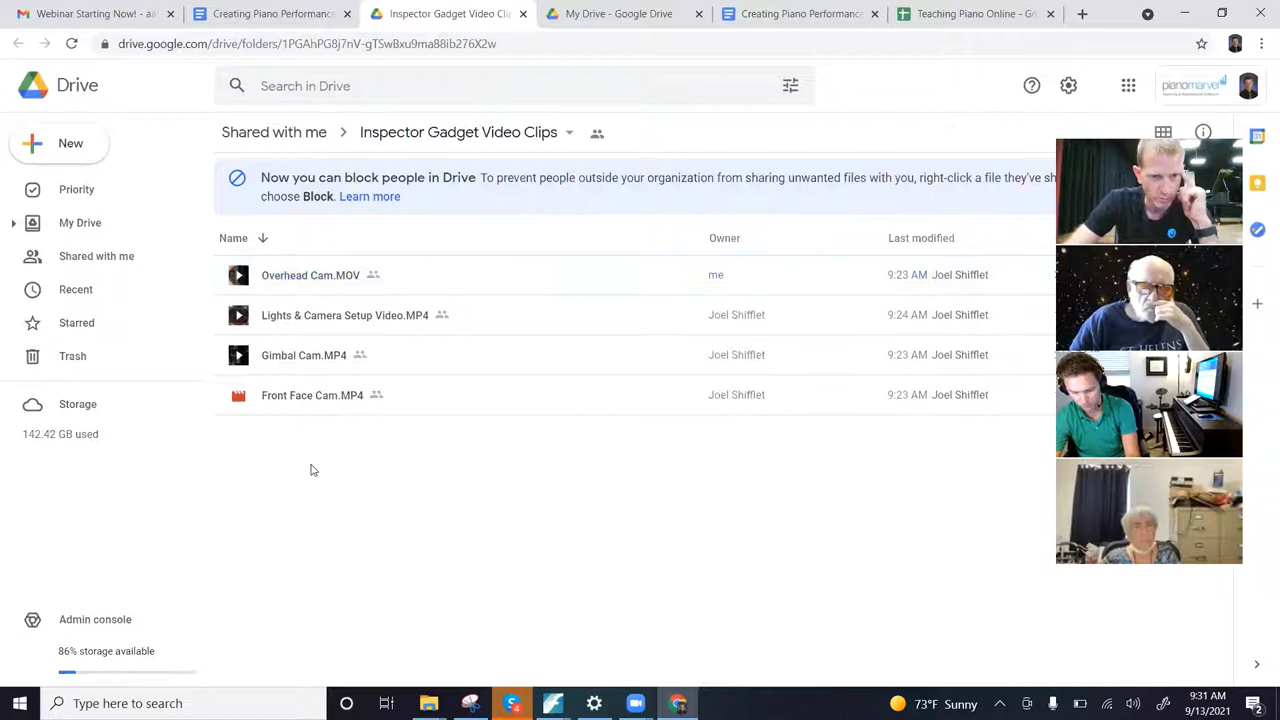 Webinar Starting Now! - aa
Creating Piano Performance
Inspector Gadget Video Clip
My Drive - Google Drive
Creating Piano Performance
Teaching Piano Online - Go
drive.google.com/drive/folders/1PGAhPG8j7nV-gTSwBxu9ma88ib276X2w
Drive
Search in Drive
pianomarvel
New
Shared with me
Inspector Gadget Video Clips
Now you can block people in Drive To prevent people outside your organization from sharing unwanted files with you, right-click a file they've sh
choose Block. Learn more
Priority
My Drive
Shared with me
Recent
Starred
Trash
Storage
142.42 GB used
Name
Owner
Last modified
Overhead Cam.MOV
me
9:23 AM Joel Shifflet
Lights & Camera Setup Video.MP4
Joel Shifflet
9:24 AM Joel Shifflet
Gimbal Cam.MP4
Joel Shifflet
9:23 AM Joel Shifflet
Front Face Cam.MP4
Joel Shifflet
9:23 AM Joel Shifflet
ST. HELENS
31
Admin console
86% storage available
Type here to search
4
73°F Sunny
9:31 AM
9/13/2021
2